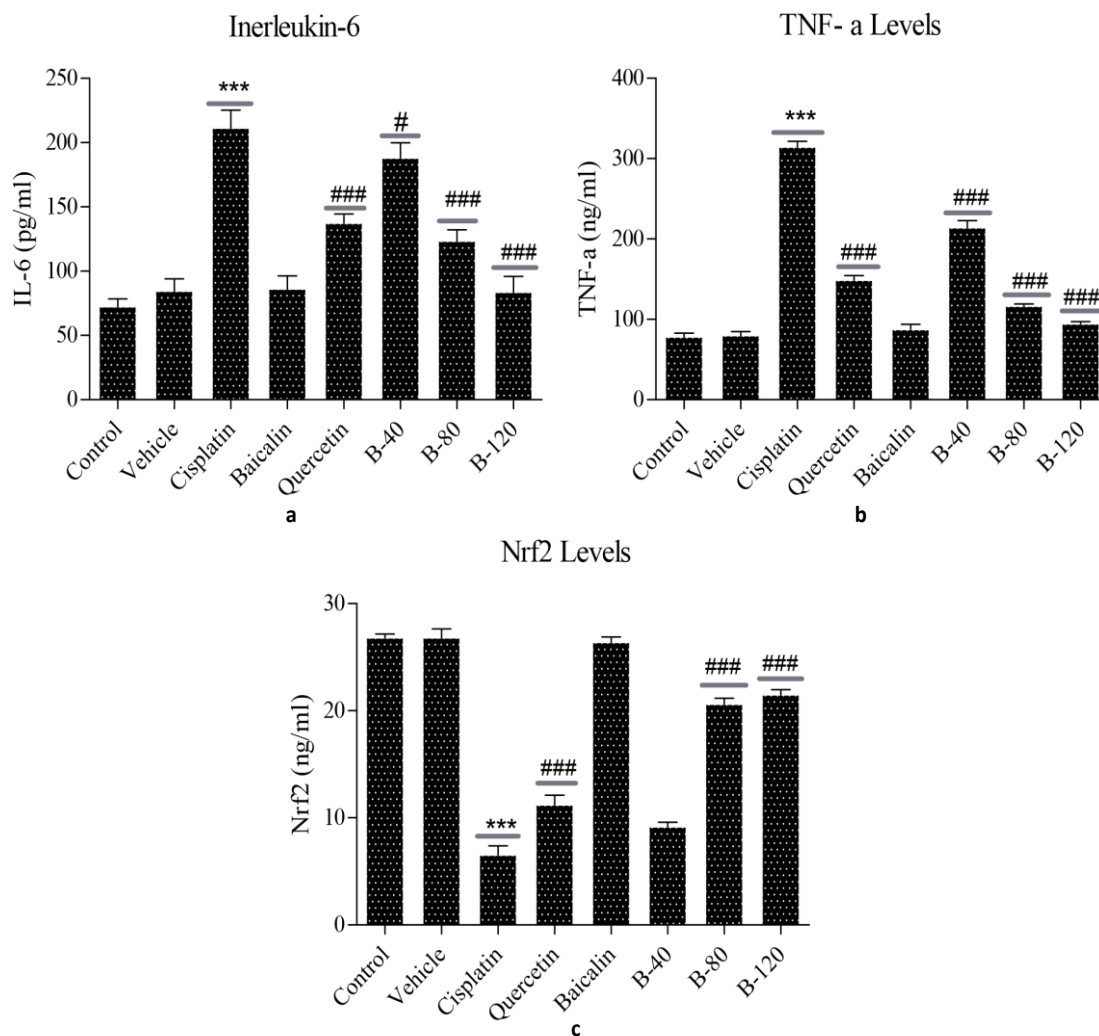 Inerleukin-6
IL-6 (pg/ml)
250
200
150
100
50
0
***
###
#
###
###
Control
Vehicle
Cisplatin
Baicalin
Quercetin
B-40
B-80
B-120
a
TNF- a Levels
TNF-a (ng/ml)
400
300
200
100
0
***
###
###
###
###
Control
Vehicle
Cisplatin
Quercetin
Baicalin
B-40
B-80
B-120
b
Nrf2 Levels
Nrf2 (ng/ml)
30
20
10
0
***
###
###
###
Control
Vehicle
Cisplatin
Quercetin
Baicalin
B-40
B-80
B-120
c